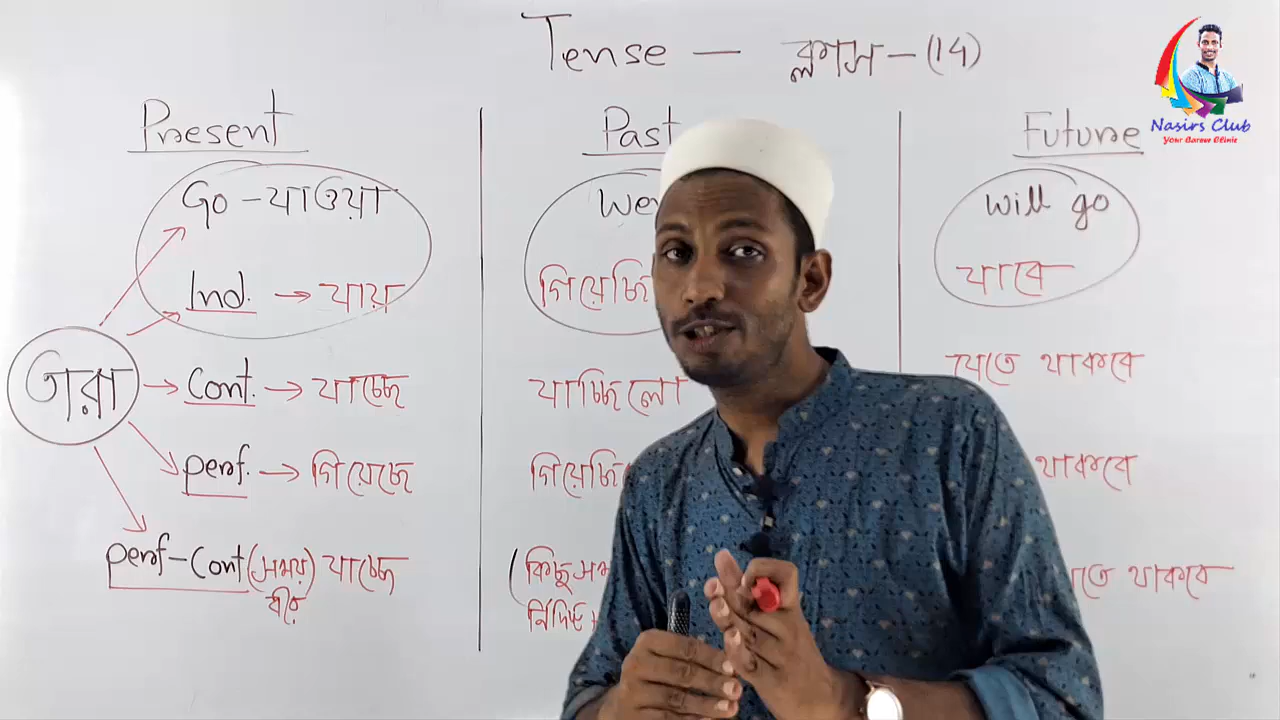 Tense — ক্লাস - (14)
Nasirs Club
Your Career Clinic
Present
Past
Future
Go - যাওয়া
will go
Ind. → যায়
যাবে
তারা
Cont. → যাচ্ছে
যাচ্ছিলো
যেতে থাকবে
perf. → গিয়েছে
থাকবে
perf-Cont (সময়) যাচ্ছে
ধরে
(কিছু
থাকবে